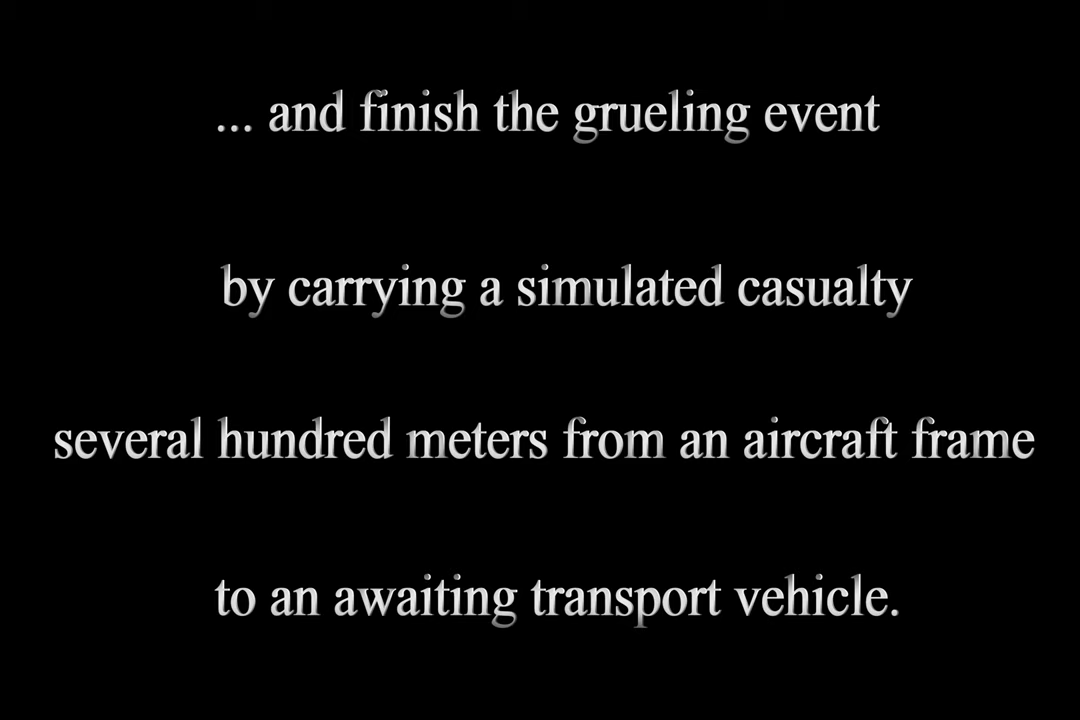 ... and finish the grueling event
by carrying a simulated casualty
several hundred meters from an aircraft frame
to an awaiting transport vehicle.